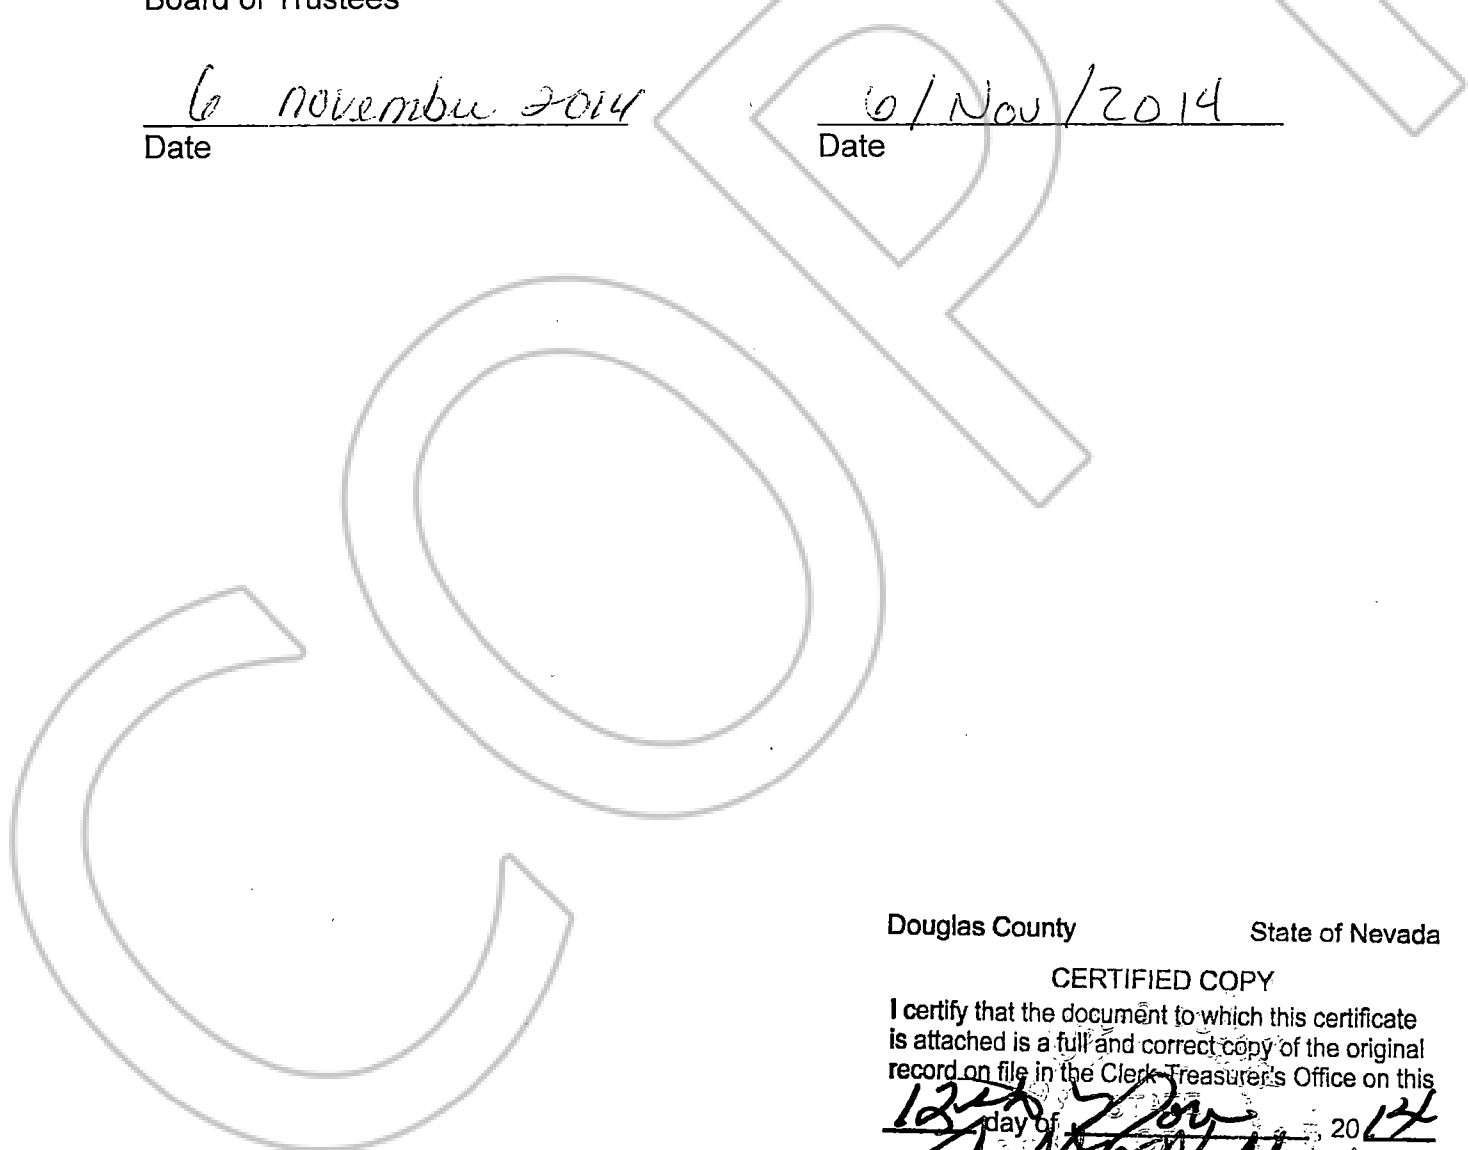 Board of Trustees
6 november 2014 6/Nov/2014
Date Date
COPY
Douglas County State of Nevada
CERTIFIED COPY
I certify that the document to which this certificate
is attached is a full and correct copy of the original
record on file in the Clerk-Treasurer's Office on this
12th day of Nov, 2014